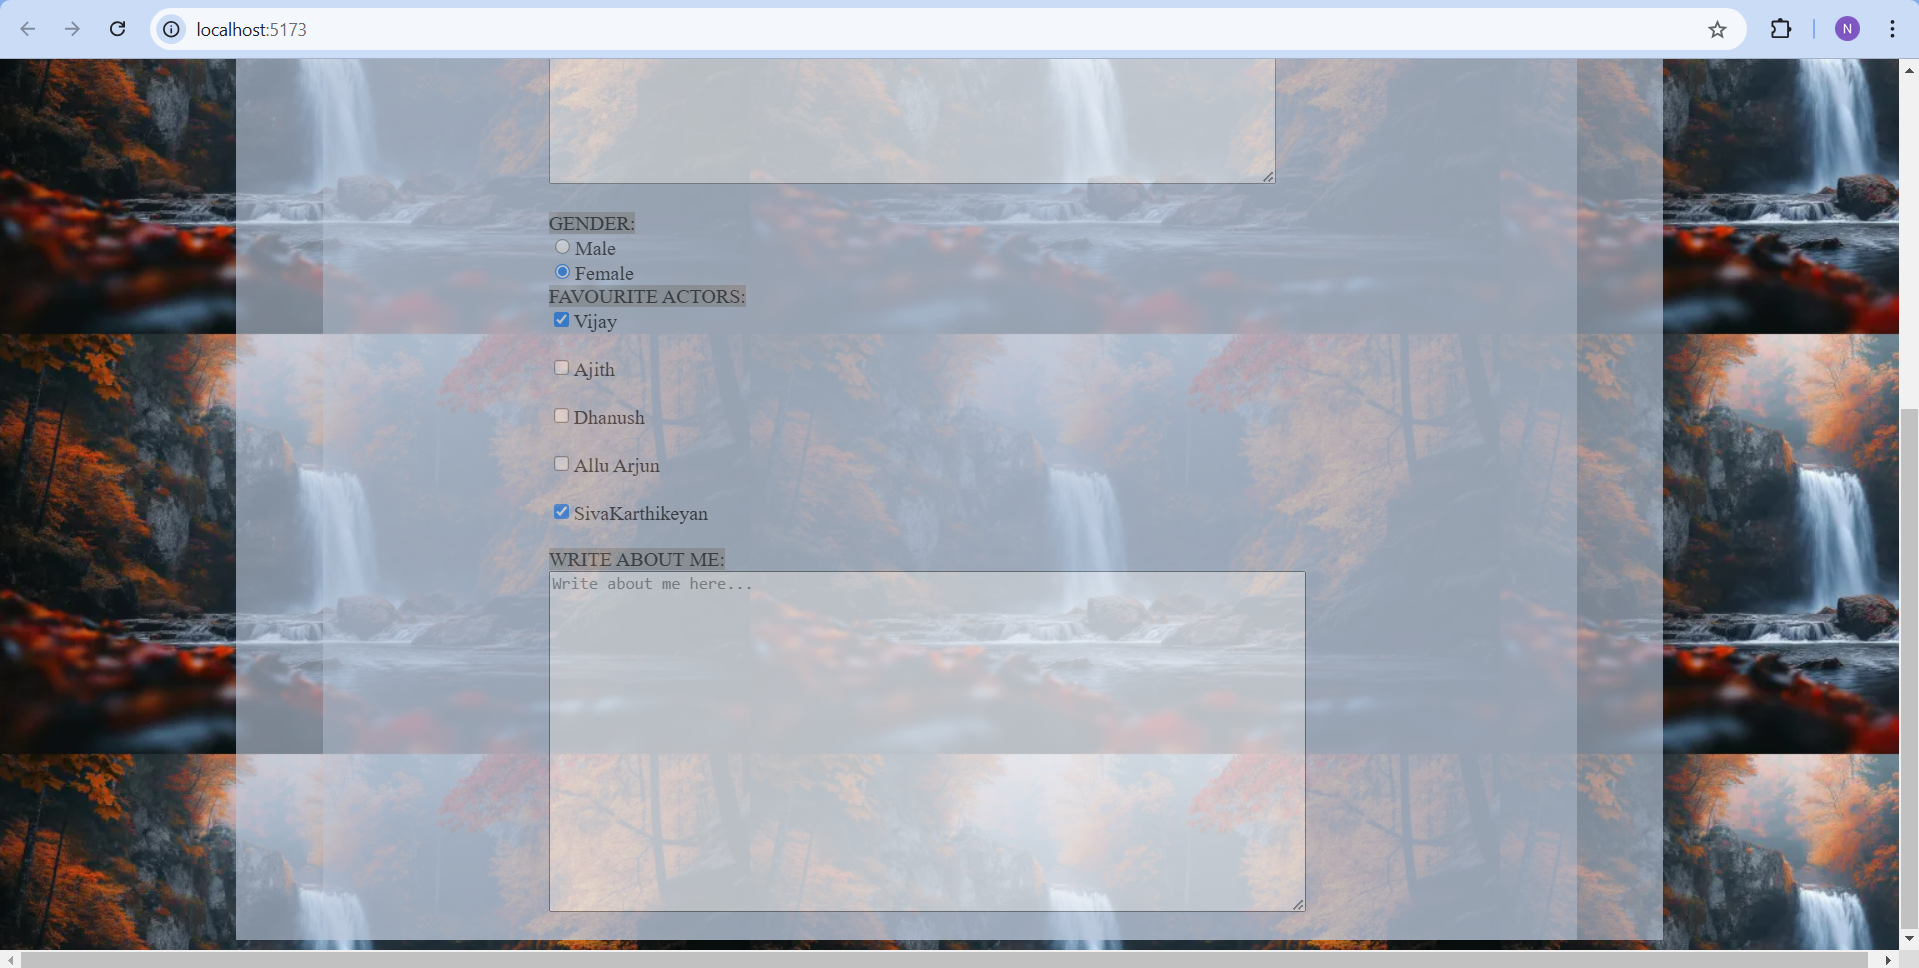 localhost:5173
N
GENDER:
Male
Female
FAVOURITE ACTORS:
Vijay
Ajith
Dhanush
Allu Arjun
SivaKarthikeyan
WRITE ABOUT ME:
Write about me here...